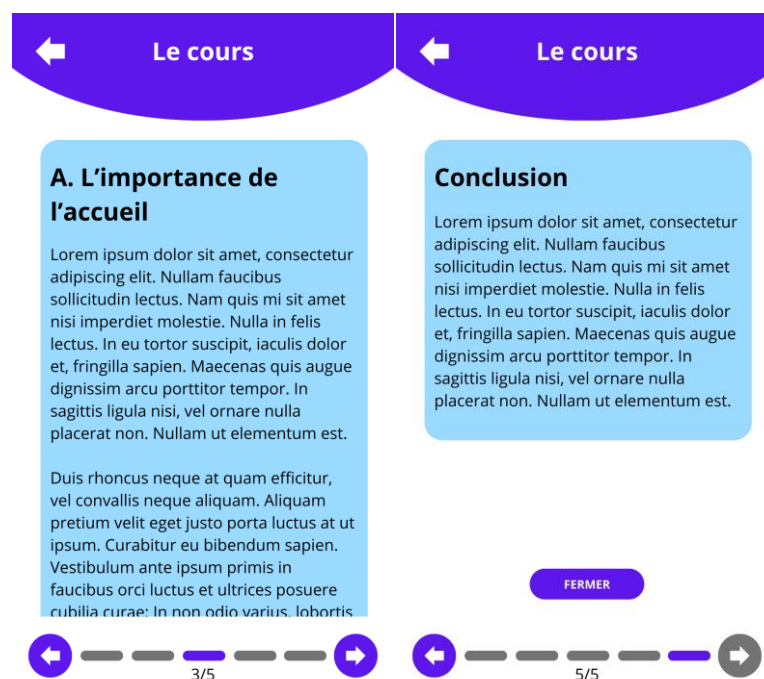 Le cours
A. L’importance de
l’accueil
Lorem ipsum dolor sit amet, consectetur
adipiscing elit. Nullam faucibus
sollicitudin lectus. Nam quis mi sit amet
nisi imperdiet molestie. Nulla in felis
lectus. In eu tortor suscipit, iaculis dolor
et, fringilla sapien. Maecenas quis augue
dignissim arcu porttitor tempor. In
sagittis ligula nisi, vel ornare nulla
placerat non. Nullam ut elementum est.
Duis rhoncus neque at quam efficitur,
vel convallis neque aliquam. Aliquam
pretium velit eget justo porta luctus at ut
ipsum. Curabitur eu bibendum sapien.
Vestibulum ante ipsum primis in
faucibus orci luctus et ultrices posuere
cubilia curae; In non odio varius, lobortis
3/5
Le cours
Conclusion
Lorem ipsum dolor sit amet, consectetur
adipiscing elit. Nullam faucibus
sollicitudin lectus. Nam quis mi sit amet
nisi imperdiet molestie. Nulla in felis
lectus. In eu tortor suscipit, iaculis dolor
et, fringilla sapien. Maecenas quis augue
dignissim arcu porttitor tempor. In
sagittis ligula nisi, vel ornare nulla
placerat non. Nullam ut elementum est.
FERMER
5/5